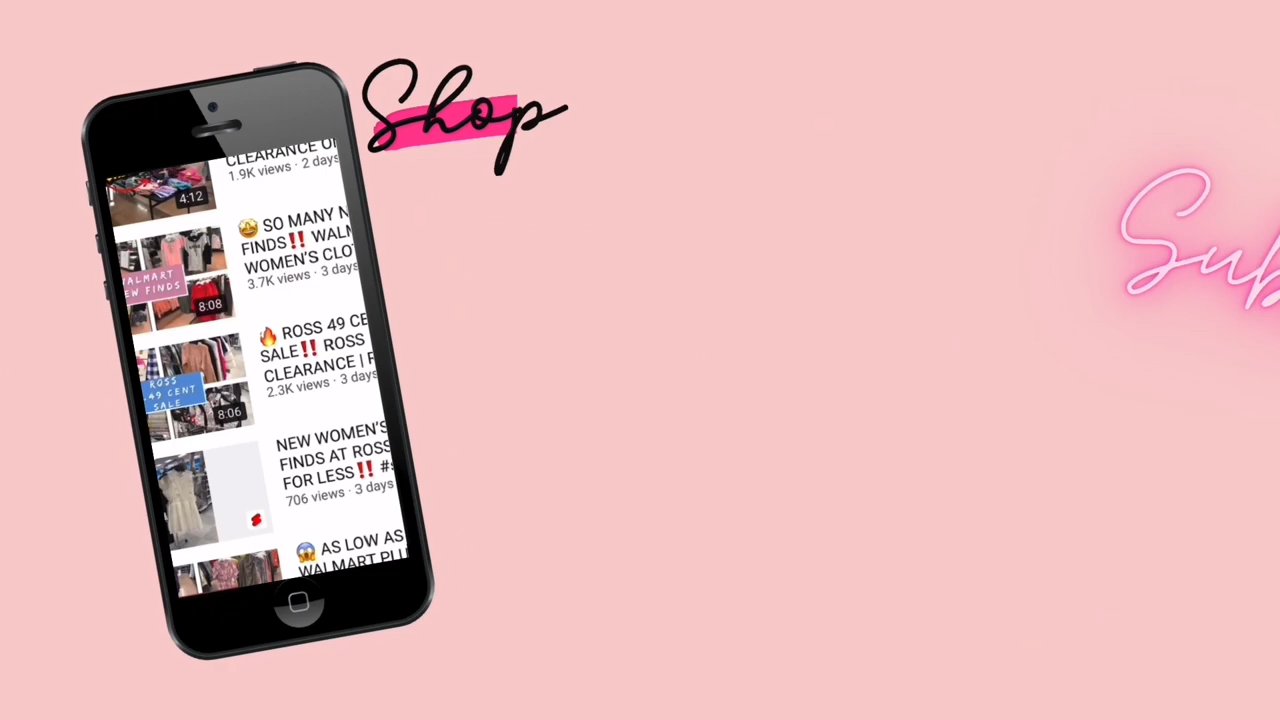 Shop
CLEARANCE O
1.9K views · 2 days
4:12
🤩 SO MANY N
FINDS‼️ WALM
WOMEN'S CLO
3.7K views · 3 days
WALMART
NEW FINDS
8:08
🔥 ROSS 49 CE
SALE‼️ ROSS
CLEARANCE | F
2.3K views · 3 days
ROSS
.49 CENT
SALE
8:06
NEW WOMEN'S
FINDS AT ROSS
FOR LESS‼️ #s
706 views · 3 days
😱 AS LOW AS
WALMART PLU
Sub